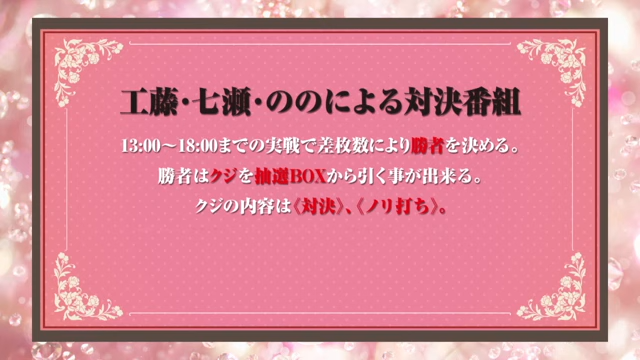 工藤・七瀬・ののによる対決番組
13:00～18:00までの実戦で差枚数により勝者を決める。
勝者はクジを抽選BOXから引く事が出来る。
クジの内容は《対決》、《ノリ打ち》。